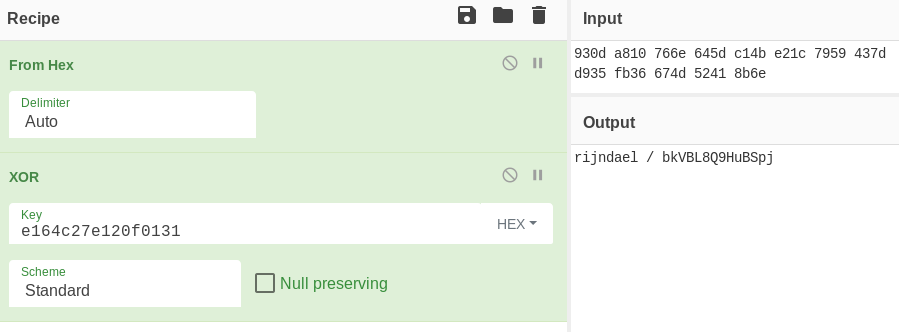 Recipe
From Hex
Delimiter
Auto
XOR
Key
e164c27e120f0131
HEX
Scheme
Standard
Null preserving
Input
930d a810 766e 645d c14b e21c 7959 437d
d935 fb36 674d 5241 8b6e
Output
rijndael / bkVBL8Q9HuBSpj